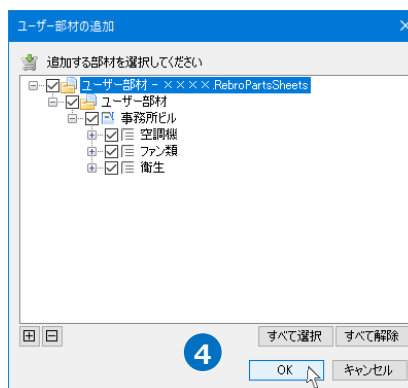 ユーザー部材の追加
追加する部材を選択してください
ユーザー部材 - ××××.RebroPartsSheets
ユーザー部材
事務所ビル
空調機
ファン類
衛生
すべて選択 すべて解除
4
OK キャンセル